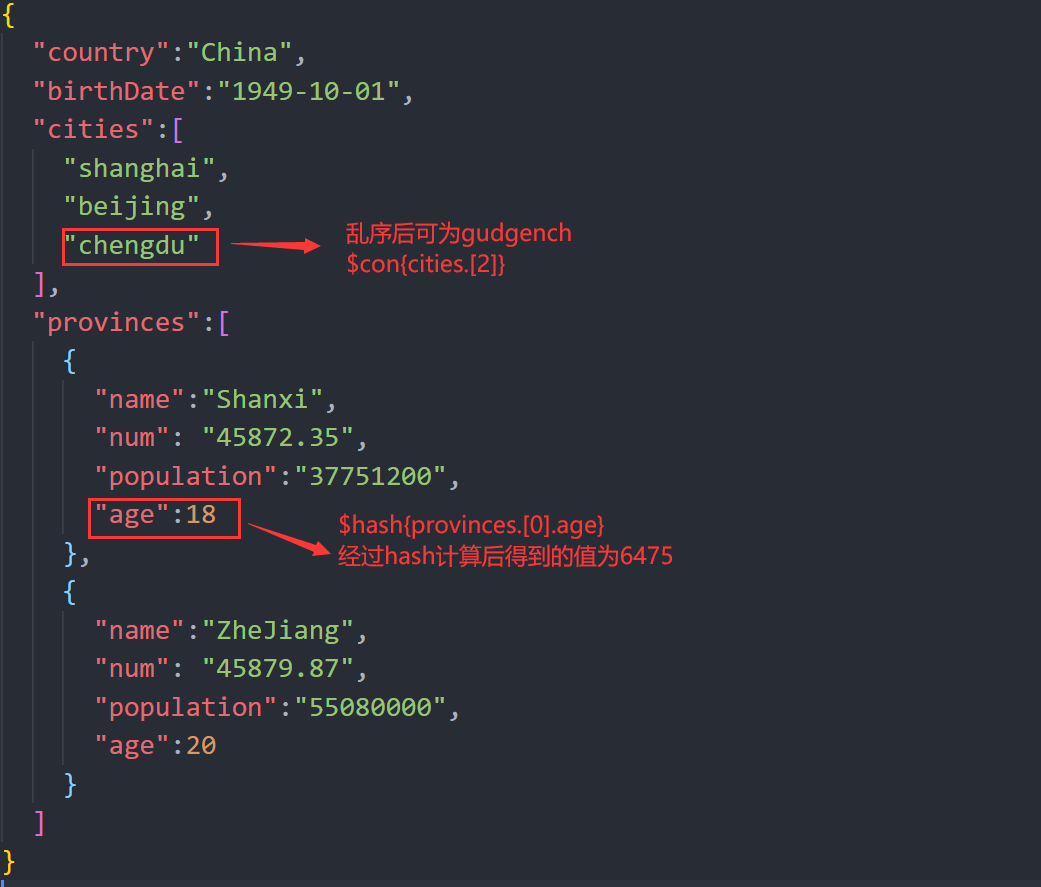 {
"country":"China",
"birthDate":"1949-10-01",
"cities":[
"shanghai",
"beijing",
"chengdu"
乱序后可为gudgench
$con{cities.[2]}
],
"provinces":[
{
"name":"Shanxi",
"num": "45872.35",
"population":"37751200",
"age":18
$hash{provinces.[0].age}
经过hash计算后得到的值为6475
},
{
"name":"ZheJiang",
"num": "45879.87",
"population":"55080000",
"age":20
}
]
}